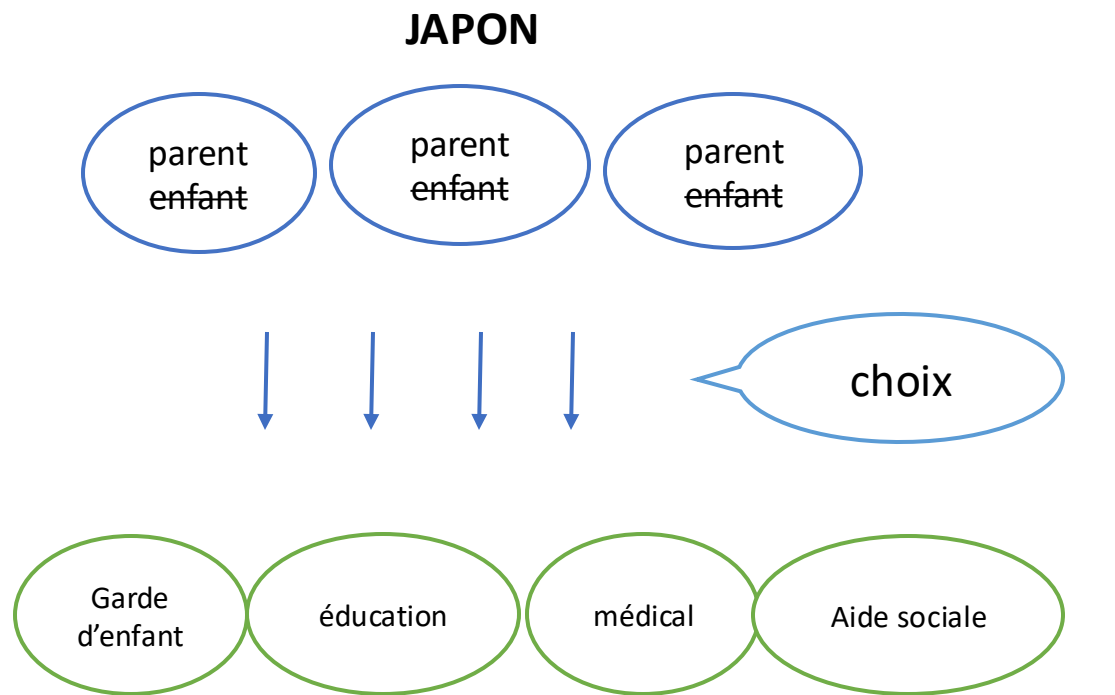 JAPON
parent
enfant
parent
enfant
parent
enfant
choix
Garde
d’enfant
éducation
médical
Aide sociale